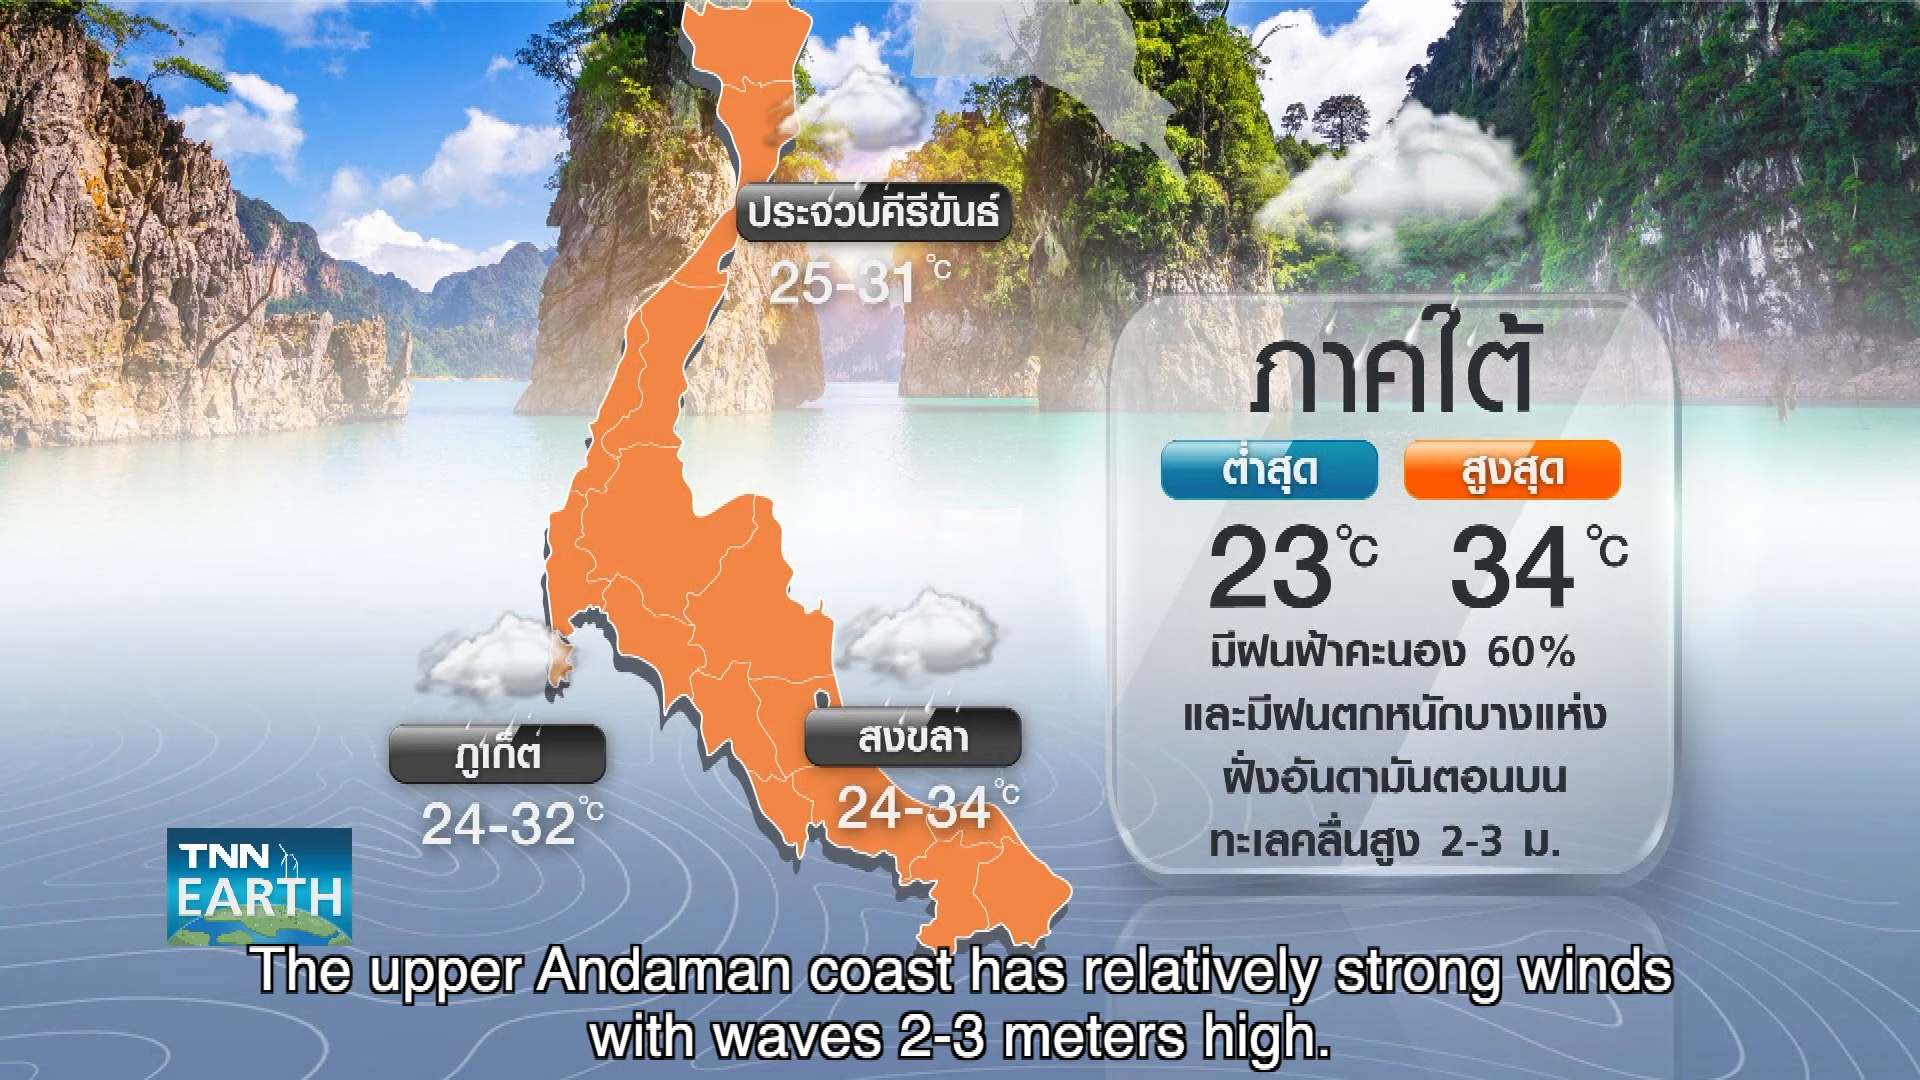 ประจวบคีรีขันธ์
25-31°C
ภาคใต้
ต่ำสุด สูงสุด
23°C 34°C
มีฝนฟ้าคะนอง 60%
และมีฝนตกหนักบางแห่ง
ฝั่งอันดามันตอนบน
ทะเลคลื่นสูง 2-3 ม.
ภูเก็ต
24-32°C
สงขลา
24-34°C
TNN
EARTH
The upper Andaman coast has relatively strong winds
with waves 2-3 meters high.